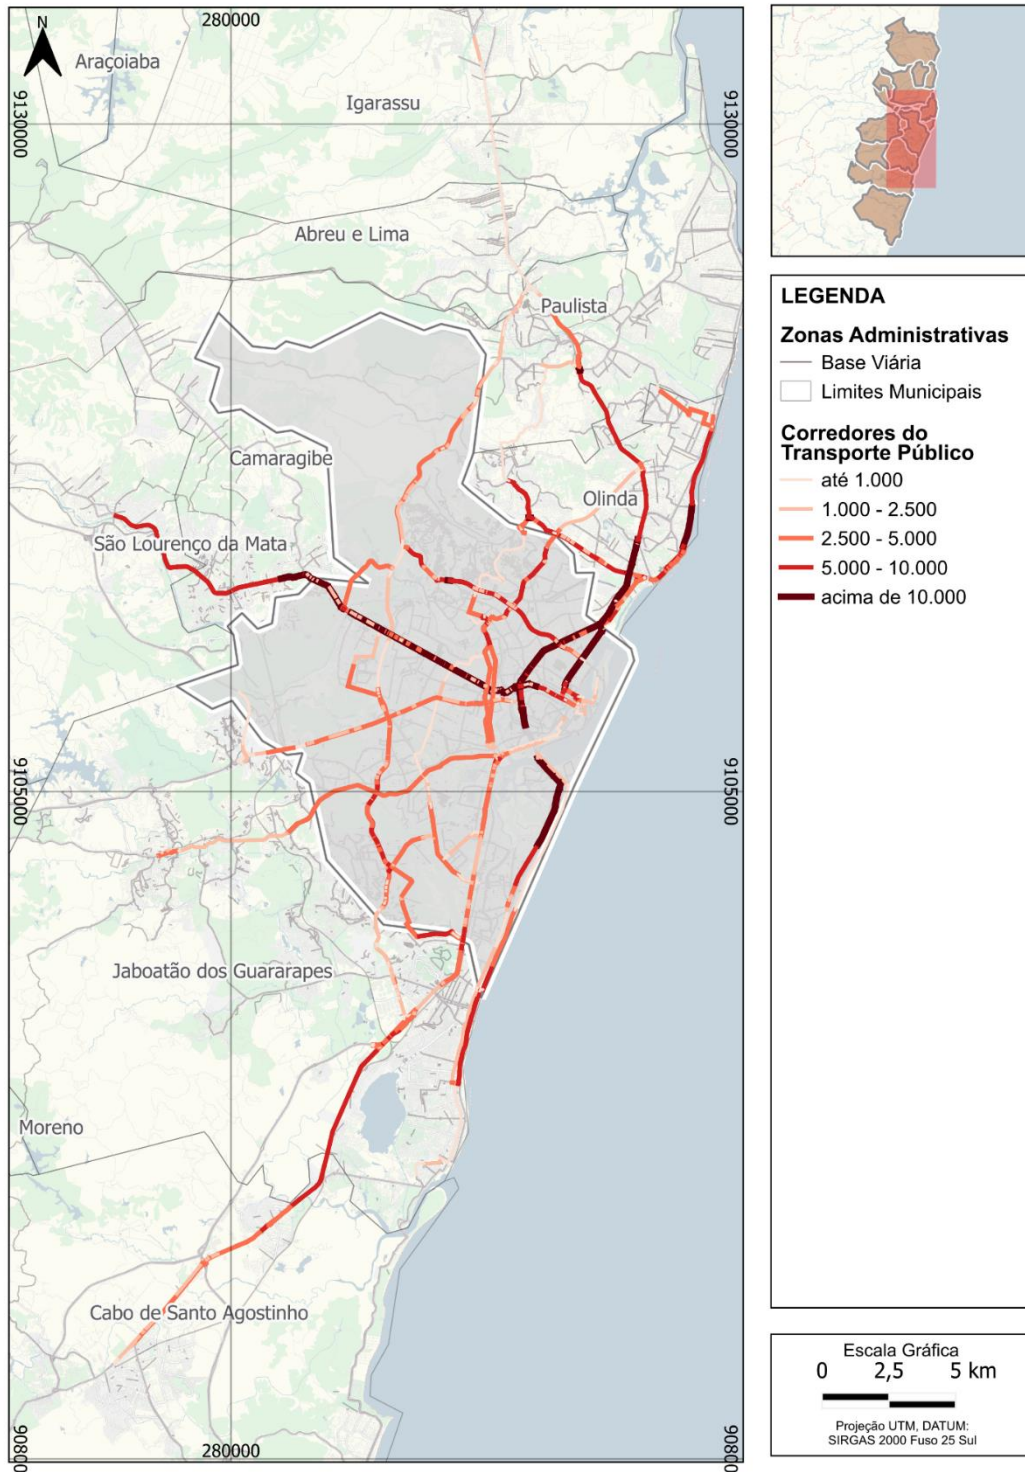 280000
N
Araçoiaba
Igarassu
9130000
9130000
Abreu e Lima
Paulista
Camaragibe
Olinda
São Lourenço da Mata
9105000
9105000
Jaboatão dos Guararapes
Moreno
Cabo de Santo Agostinho
90800
90800
280000
LEGENDA
Zonas Administrativas
Base Viária
Limites Municipais
Corredores do
Transporte Público
até 1.000
1.000 - 2.500
2.500 - 5.000
5.000 - 10.000
acima de 10.000
Escala Gráfica
0 2,5 5 km
Projeção UTM, DATUM:
SIRGAS 2000 Fuso 25 Sul